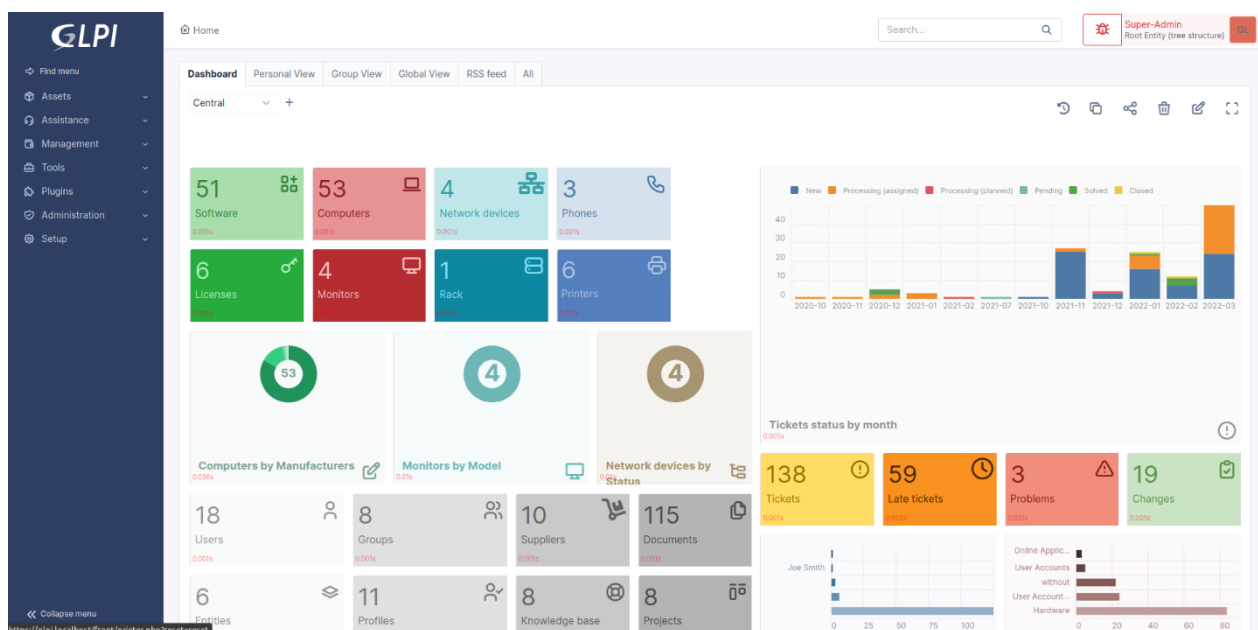 GLPI
Home
Search...
Super-Admin
Root Entity (tree structure)
GL
Find menu
Assets
Assistance
Management
Tools
Plugins
Administration
Setup
Collapse menu
Dashboard Personal View Group View Global View RSS feed All
Central
51
Software
0.001s
53
Computers
0.001s
4
Network devices
0.001s
3
Phones
0.001s
6
Licenses
0.001s
4
Monitors
1
Rack
6
Printers
53
Computers by Manufacturers
0.036s
4
Monitors by Model
0.01s
4
Network devices by
Status
18
Users
0.001s
8
Groups
0.001s
10
Suppliers
0.001s
115
Documents
0.001s
6
Entities
11
Profiles
8
Knowledge base
8
Projects
New Processing (assigned) Processing (planned) Pending Solved Closed
40
30
20
10
0
2020-10 2020-11 2020-12 2021-01 2021-02 2021-07 2021-10 2021-11 2021-12 2022-01 2022-02 2022-03
Tickets status by month
0.005s
138
Tickets
0.001s
59
Late tickets
0.002s
3
Problems
0.001s
19
Changes
0.001s
Joe Smith
0 25 50 75 100
Online Applic...
User Accounts
without
User Account...
Hardware
0 20 40 60 80